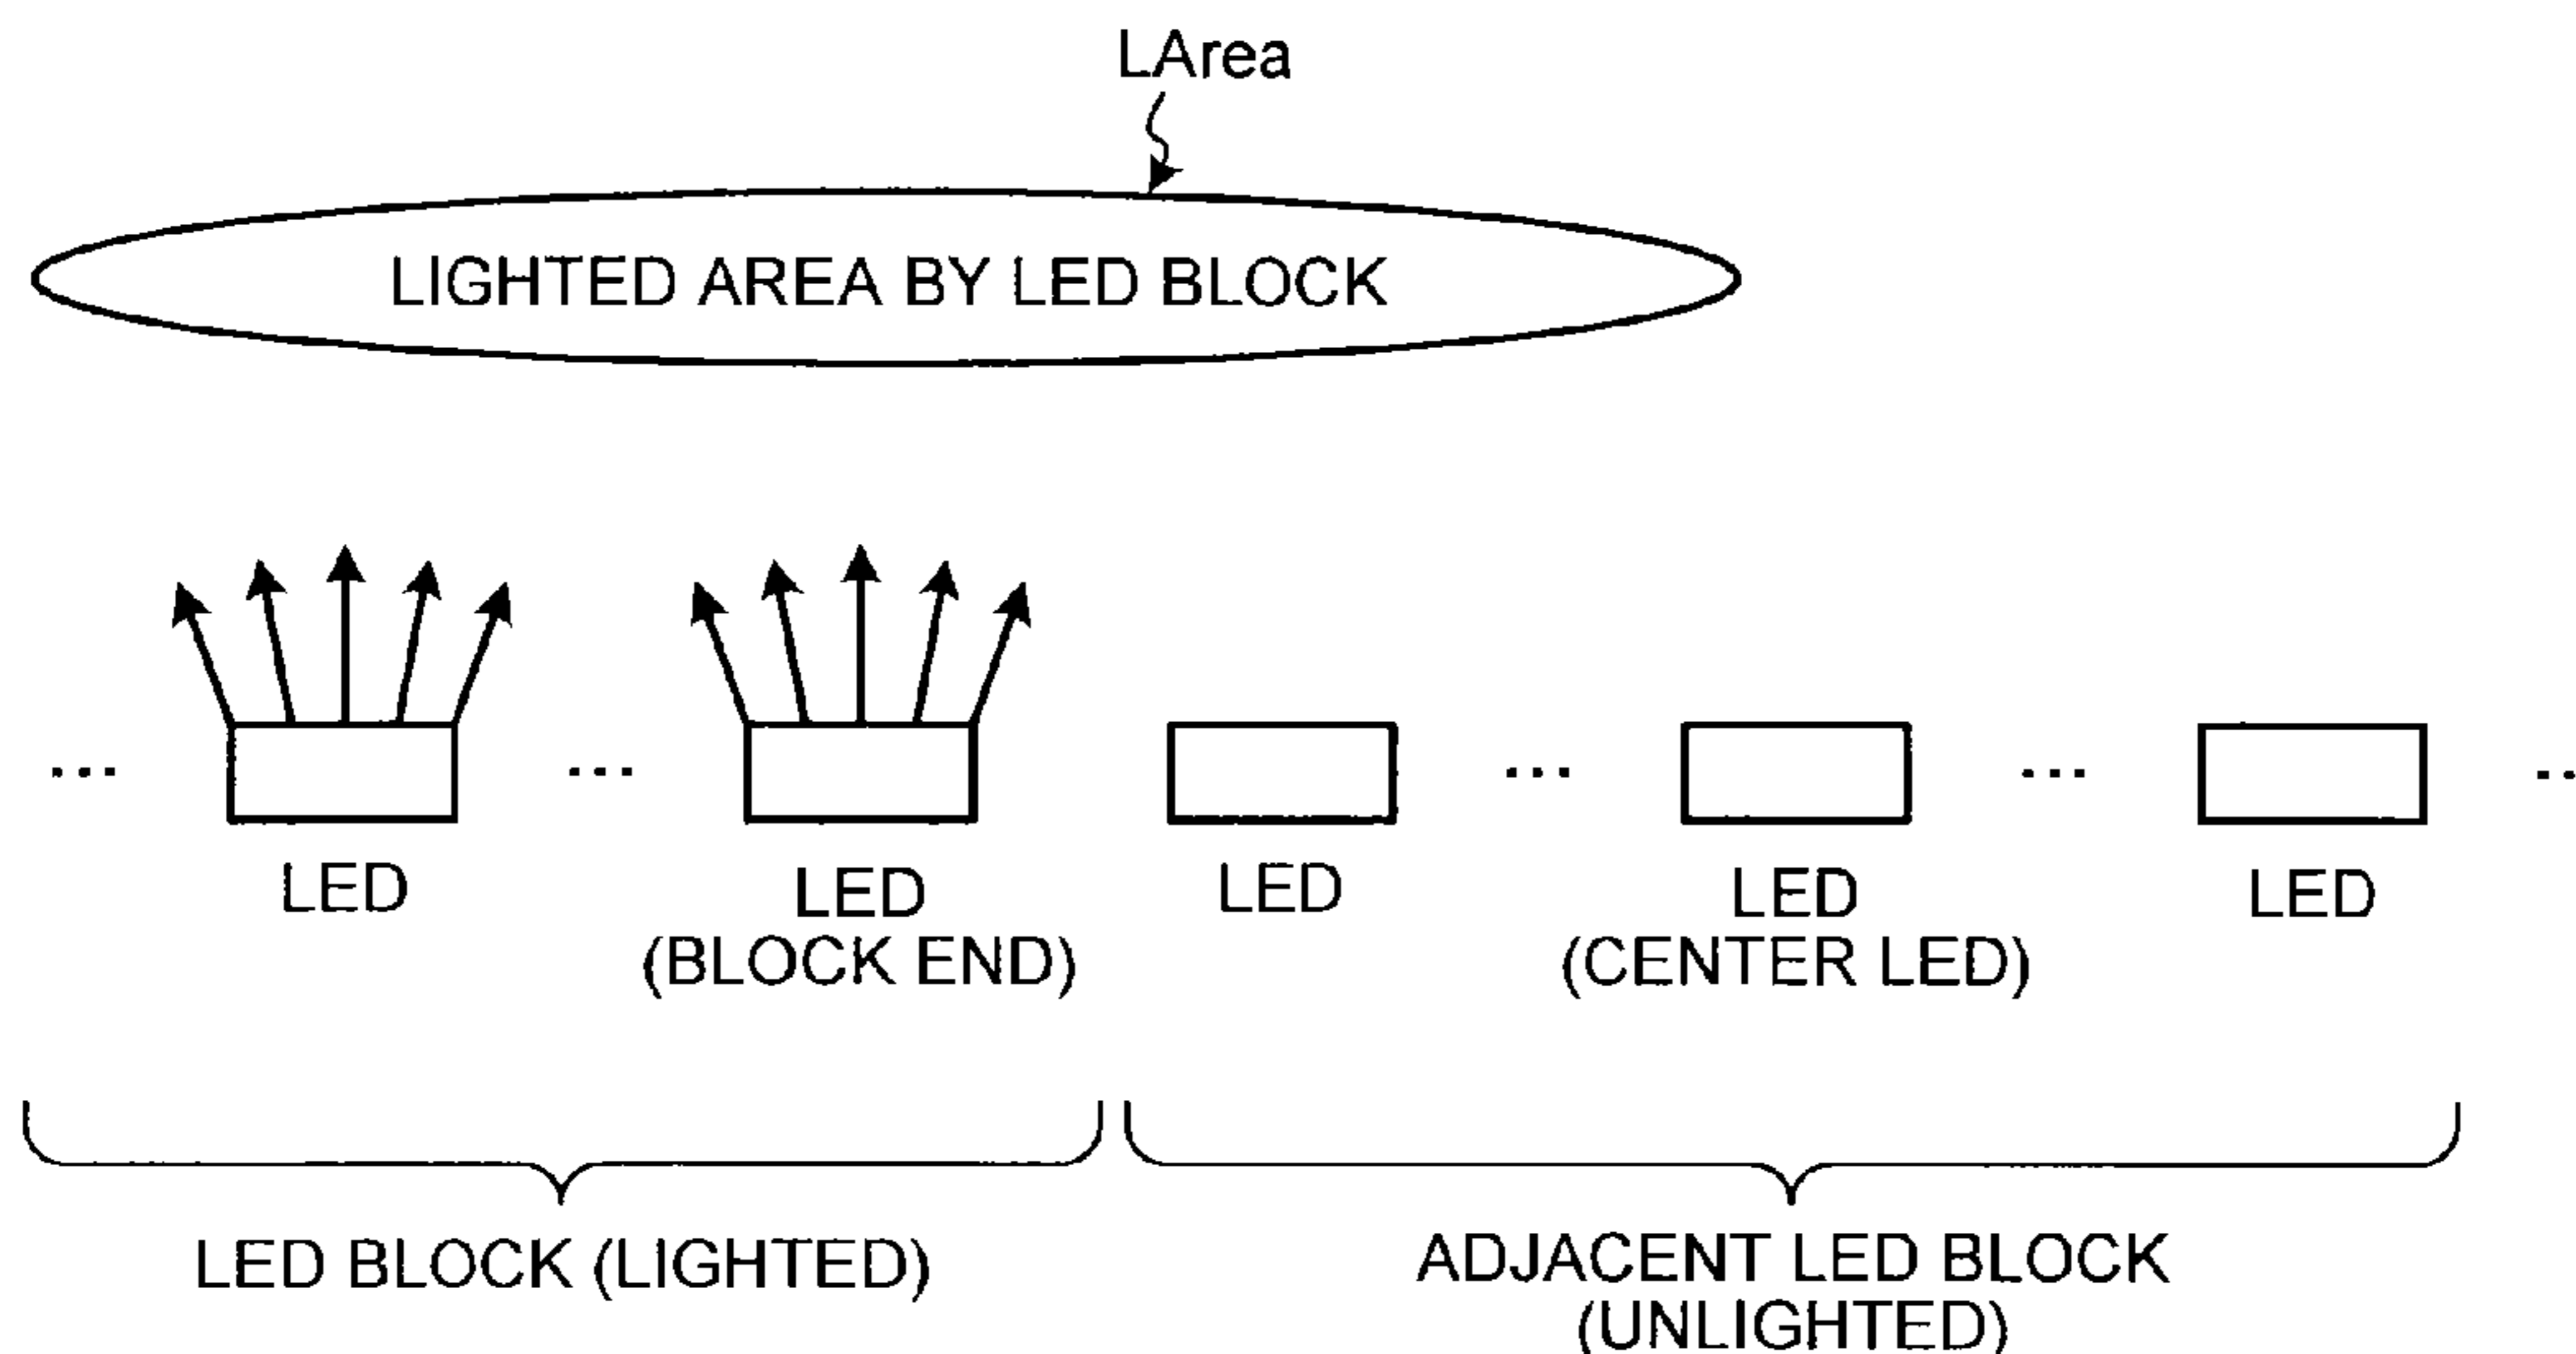 LArea
LIGHTED AREA BY LED BLOCK
... ... ... ... ..
LED LED LED LED LED
(BLOCK END) (CENTER LED)
LED BLOCK (LIGHTED) ADJACENT LED BLOCK
(UNLIGHTED)